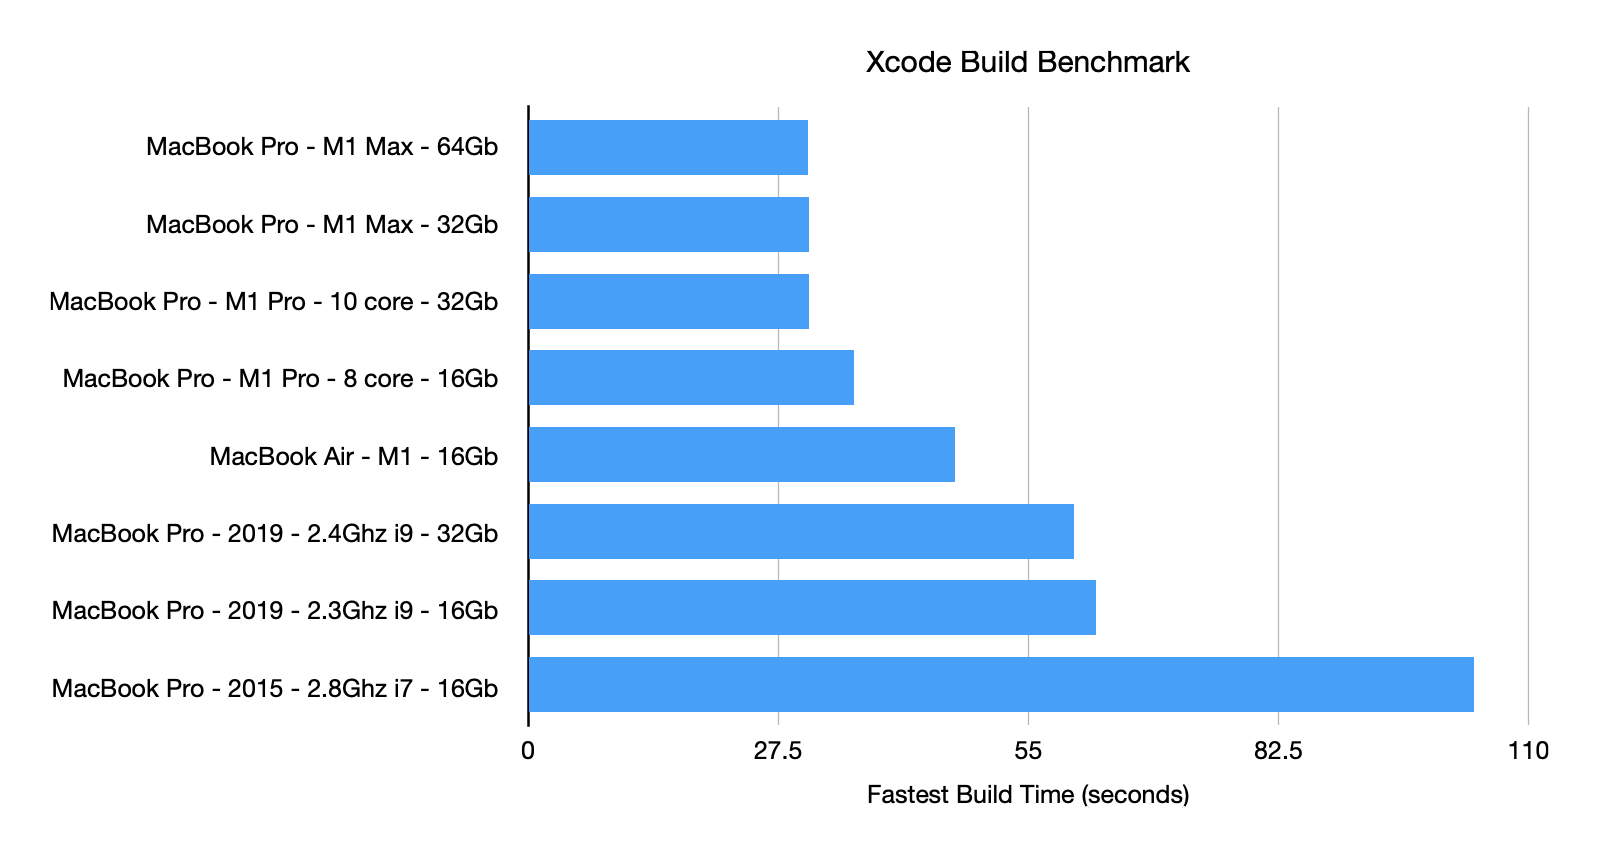 Xcode Build Benchmark
MacBook Pro - M1 Max - 64Gb
MacBook Pro - M1 Max - 32Gb
MacBook Pro - M1 Pro - 10 core - 32Gb
MacBook Pro - M1 Pro - 8 core - 16Gb
MacBook Air - M1 - 16Gb
MacBook Pro - 2019 - 2.4Ghz i9 - 32Gb
MacBook Pro - 2019 - 2.3Ghz i9 - 16Gb
MacBook Pro - 2015 - 2.8Ghz i7 - 16Gb
0 27.5 55 82.5 110
Fastest Build Time (seconds)